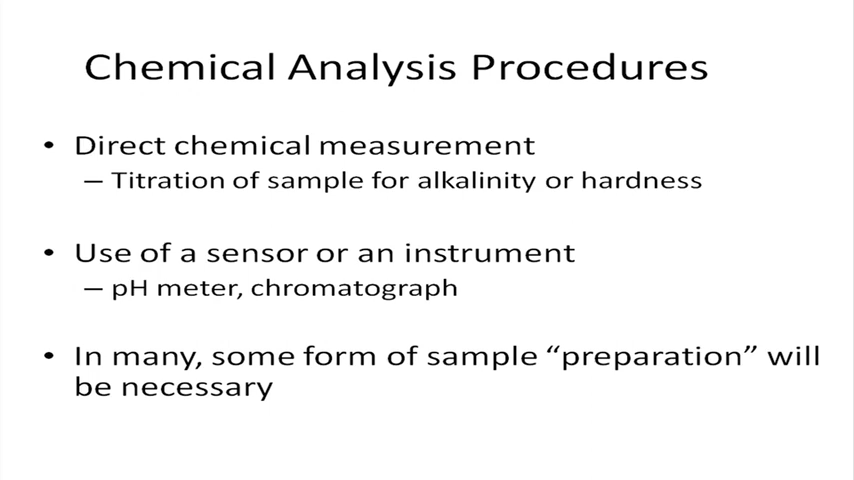 Chemical Analysis Procedures
• Direct chemical measurement
– Titration of sample for alkalinity or hardness
• Use of a sensor or an instrument
– pH meter, chromatograph
• In many, some form of sample “preparation” will
be necessary